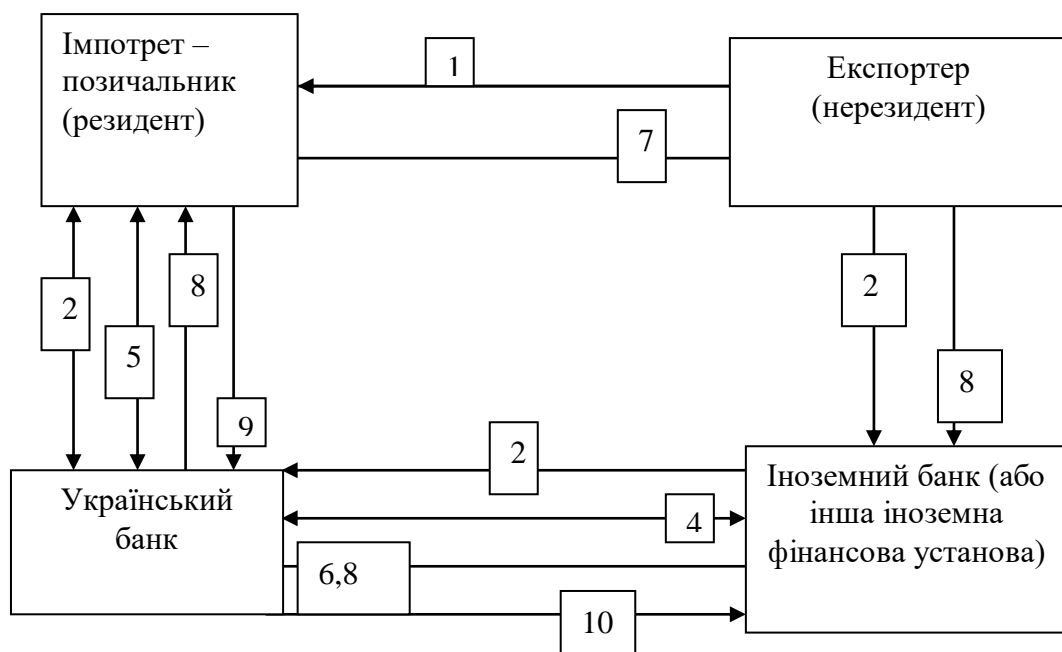 Імпотрет –
позичальник
(резидент)
1
Експортер
(нерезидент)
7
2
5
8
9
2
8
2
4
6,8
10
Український
банк
Іноземний банк (або
інша іноземна
фінансова установа)